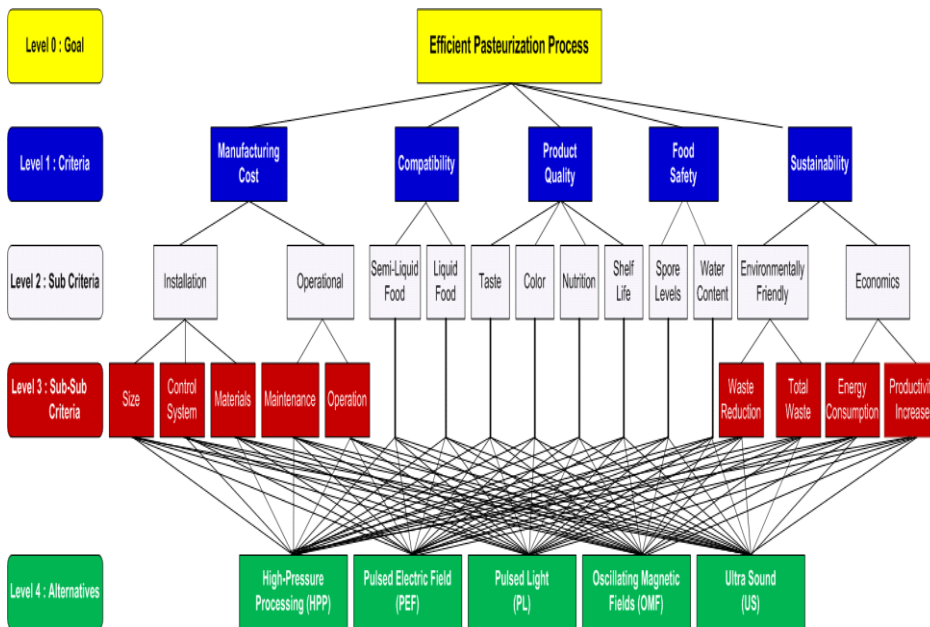 Level 0 : Goal
Efficient Pasteurization Process
Level 1 : Criteria
Manufacturing
Cost
Compatibility
Product
Quality
Food
Safety
Sustainability
Level 2 : Sub Criteria
Installation
Operational
Semi-Liquid
Food
Liquid
Food
Taste
Color
Nutrition
Shelf
Life
Spore
Levels
Water
Content
Environmentally
Friendly
Economics
Level 3 : Sub-Sub
Criteria
Size
Control
System
Materials
Maintenance
Operation
Waste
Reduction
Total
Waste
Energy
Consumption
Productivi
Increase
Level 4 : Alternatives
High-Pressure
Processing (HPP)
Pulsed Electric Field
(PEF)
Pulsed Light
(PL)
Oscillating Magnetic
Fields (OMF)
Ultra Sound
(US)